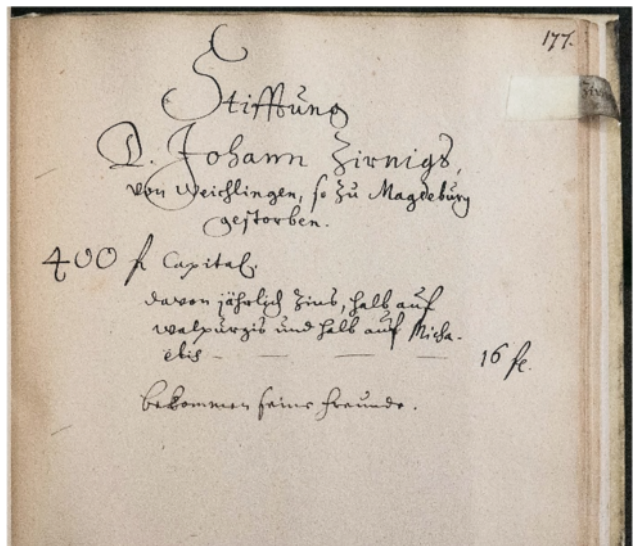 177.
Stifftung
D. Johann Zirnigs,
von Weichlingen, so zu Magdeburg
gestorben.
400 fl Capital.
davon jährlich Zins, halb auf
Walpurgis und halb auf Micha-
elis - — — —
16 fl.
bekommen seine freunde.